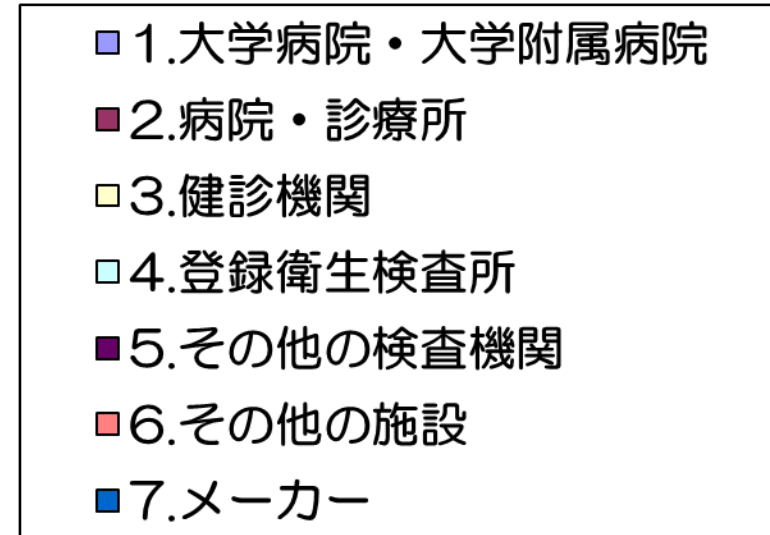 1.大学病院・大学附属病院
2.病院・診療所
3.健診機関
4.登録衛生検査所
5.その他の検査機関
6.その他の施設
7.メーカー